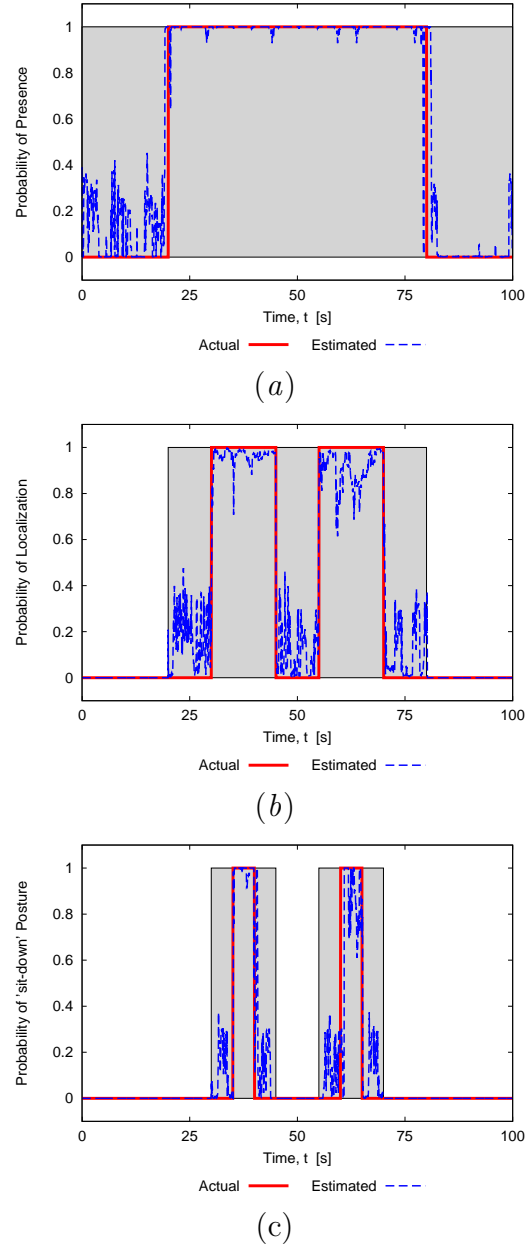 Probability of Presence
1
0.8
0.6
0.4
0.2
0
0 25 50 75 100
Time, t [s]
Actual Estimated
(a)
Probability of Localization
1
0.8
0.6
0.4
0.2
0
0 25 50 75 100
Time, t [s]
Actual Estimated
(b)
Probability of 'sit-down' Posture
1
0.8
0.6
0.4
0.2
0
0 25 50 75 100
Time, t [s]
Actual Estimated
(c)